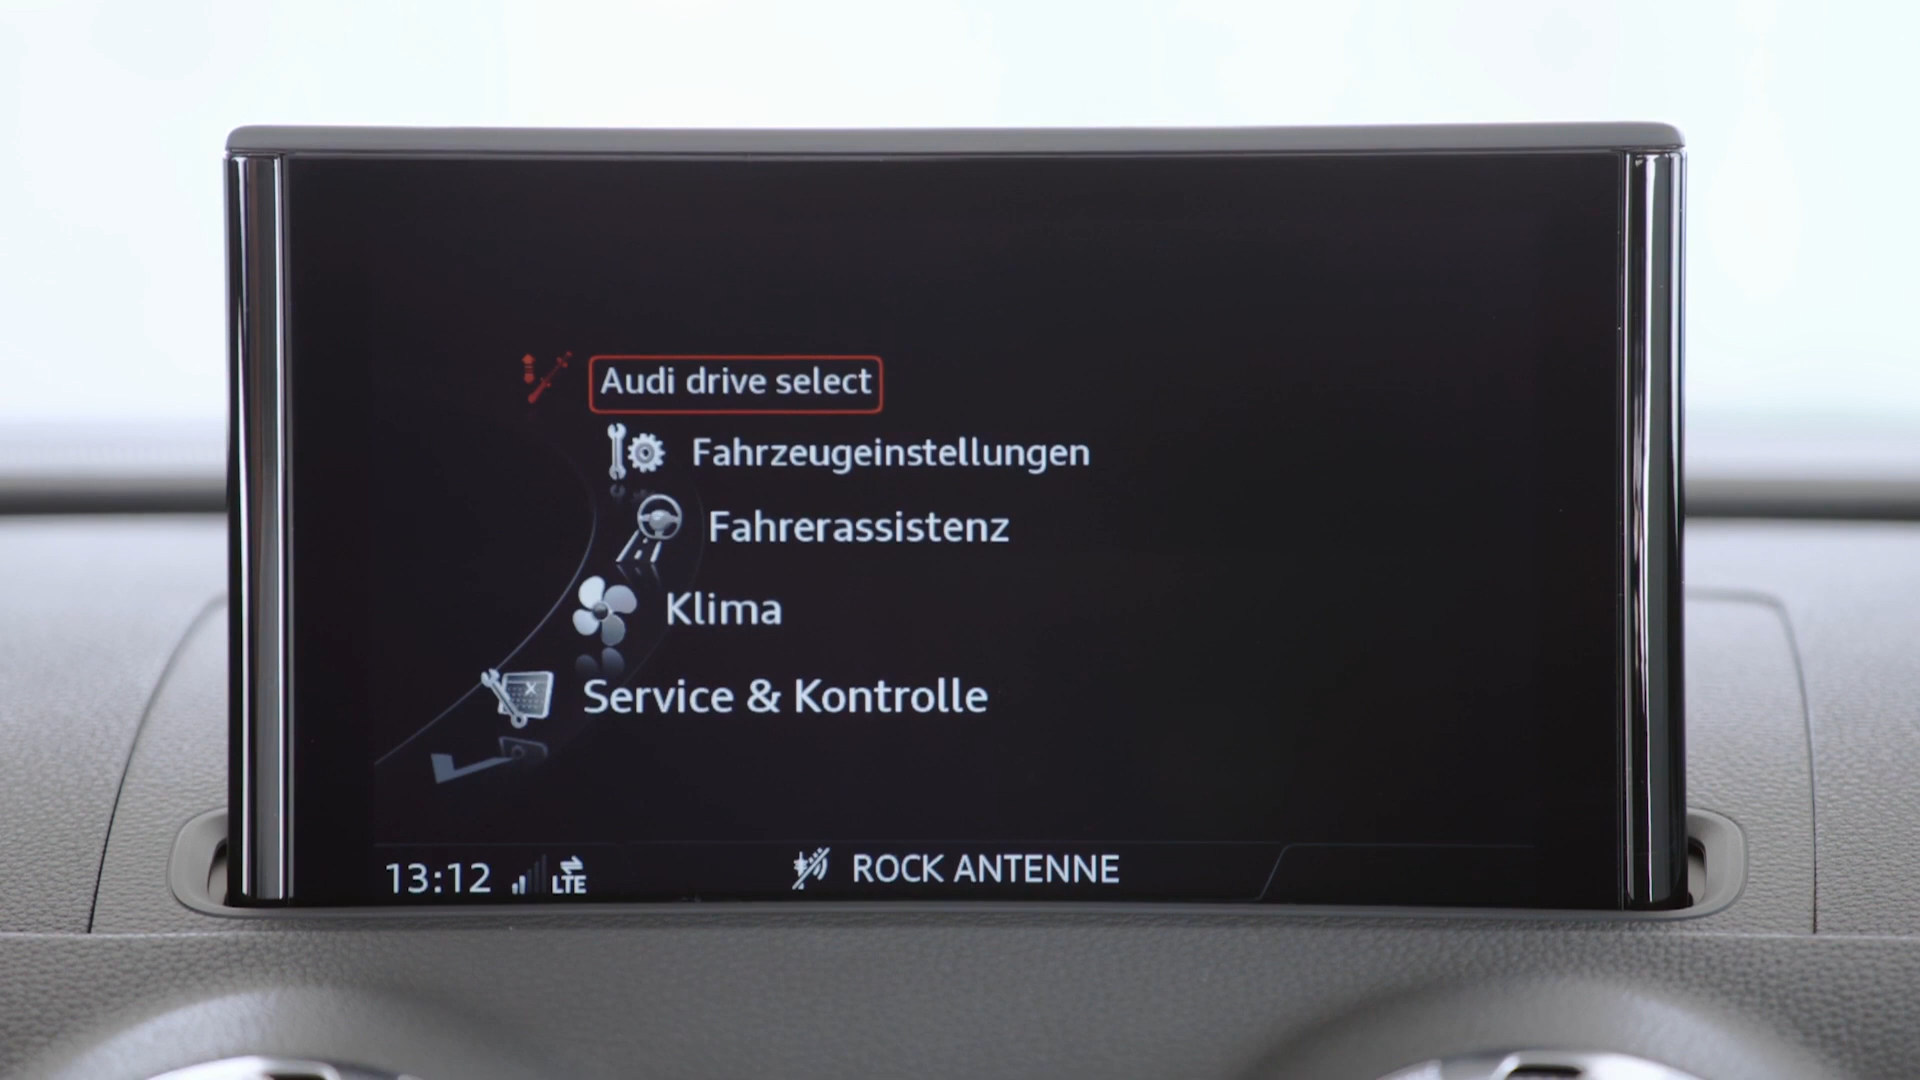 Audi drive select
Fahrzeugeinstellungen
Fahrerassistenz
Klima
Service & Kontrolle
13:12 LTE ROCK ANTENNE